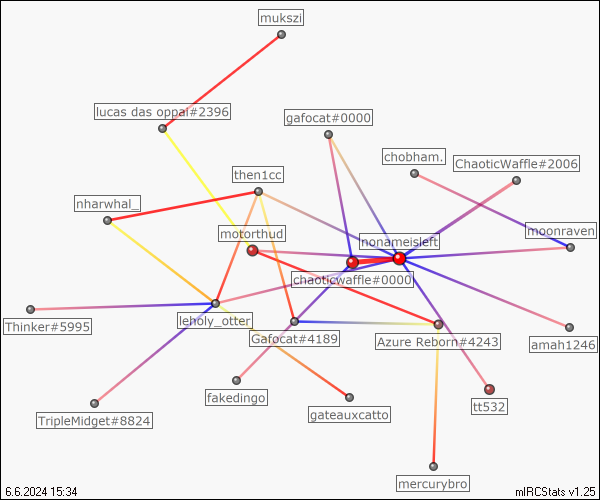 mukszi
lucas das oppai#2396
gafocat#0000
chobham.
ChaoticWaffle#2006
then1cc
nharwhal_
motorthud
nonameisleft
moonraven
chaoticwaffle#0000
Thinker#5995
leholy_otter
Gafocat#4189
Azure Reborn#4243
amah1246
fakedingo
TripleMidget#8824
gateauxcatto
tt532
mercurybro
6.6.2024 15:34
mIRCStats v1.25